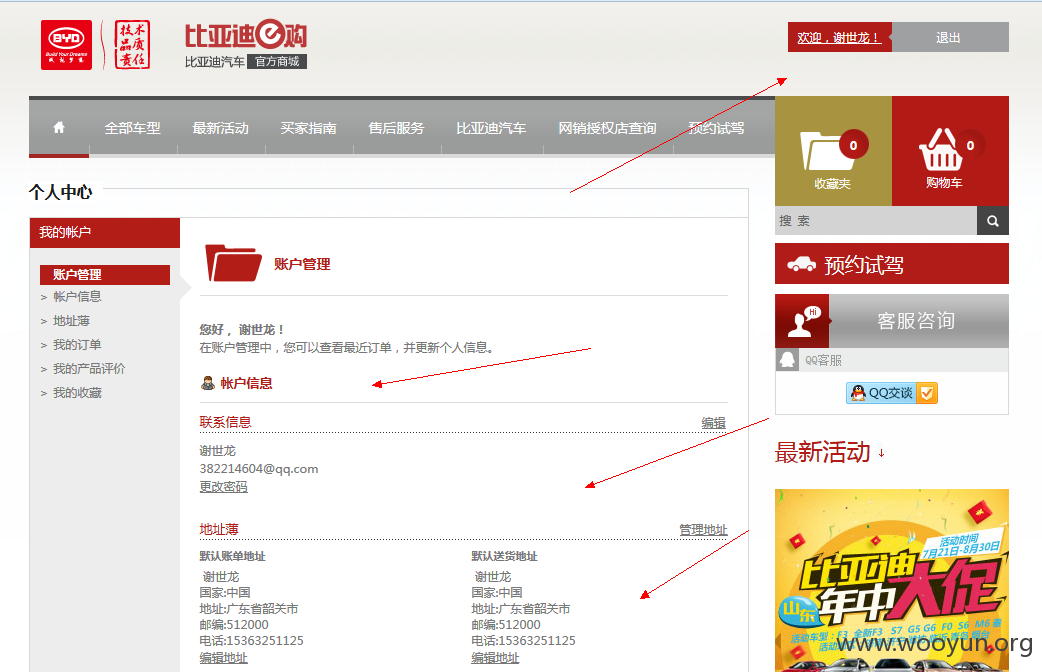 BYD
Build Your Dreams
成就梦想
技术
品质
责任
比亚迪e购
比亚迪汽车 官方商城
欢迎，谢世龙！ 退出
全部车型 最新活动 买家指南 售后服务 比亚迪汽车 网销授权店查询 预约试驾
0
收藏夹
0
购物车
搜 索
个人中心
我的帐户
账户管理
> 帐户信息
> 地址薄
> 我的订单
> 我的产品评价
> 我的收藏
账户管理
您好， 谢世龙！
在账户管理中，您可以查看最近订单，并更新个人信息。
帐户信息
联系信息 编辑
谢世龙
382214604@qq.com
更改密码
地址薄 管理地址
默认账单地址
谢世龙
国家:中国
地址:广东省韶关市
邮编:512000
电话:15363251125
编辑地址
默认送货地址
谢世龙
国家:中国
地址:广东省韶关市
邮编:512000
电话:15363251125
编辑地址
预约试驾
Hi
客服咨询
QQ客服
QQ交谈
最新活动 ↓
活动时间
7月21日-8月30日
比亚迪
年中大促
山东
活动车型：F3 全新F3 S7 G5 G6 F0 S6 M6
www.wooyun.org